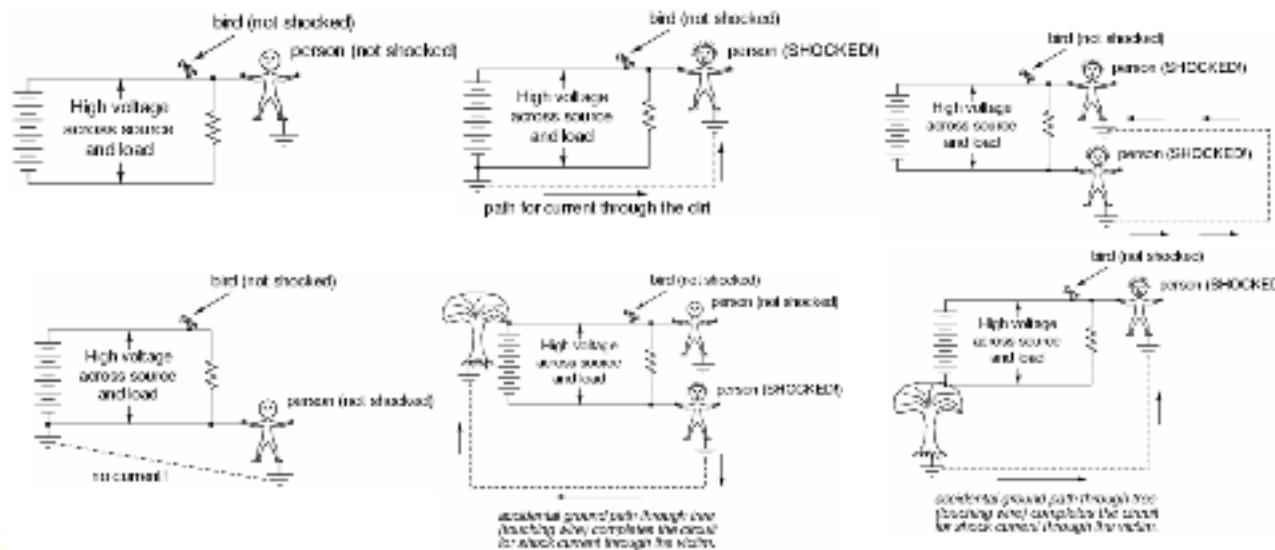 bird (not shocked)
person (not shocked)
High voltage
across source
and load
bird (not shocked)
person (SHOCKED!)
High voltage
across source
and load
path for current through the dirt
bird (not shocked)
person (SHOCKED!)
High voltage
across source
and load
person (SHOCKED!)
bird (not shocked)
High voltage
across source
and load
person (not shocked)
no current!
bird (not shocked)
person (not shocked)
High voltage
across source
and load
person (SHOCKED!)
accidental ground path through tree
(touching wire) completes the circuit
for shock current through the victim.
bird (not shocked)
person (SHOCKED
High voltage
across source
and load
accidental ground path through tree
(touching wire) completes the circuit
for shock current through the victim.